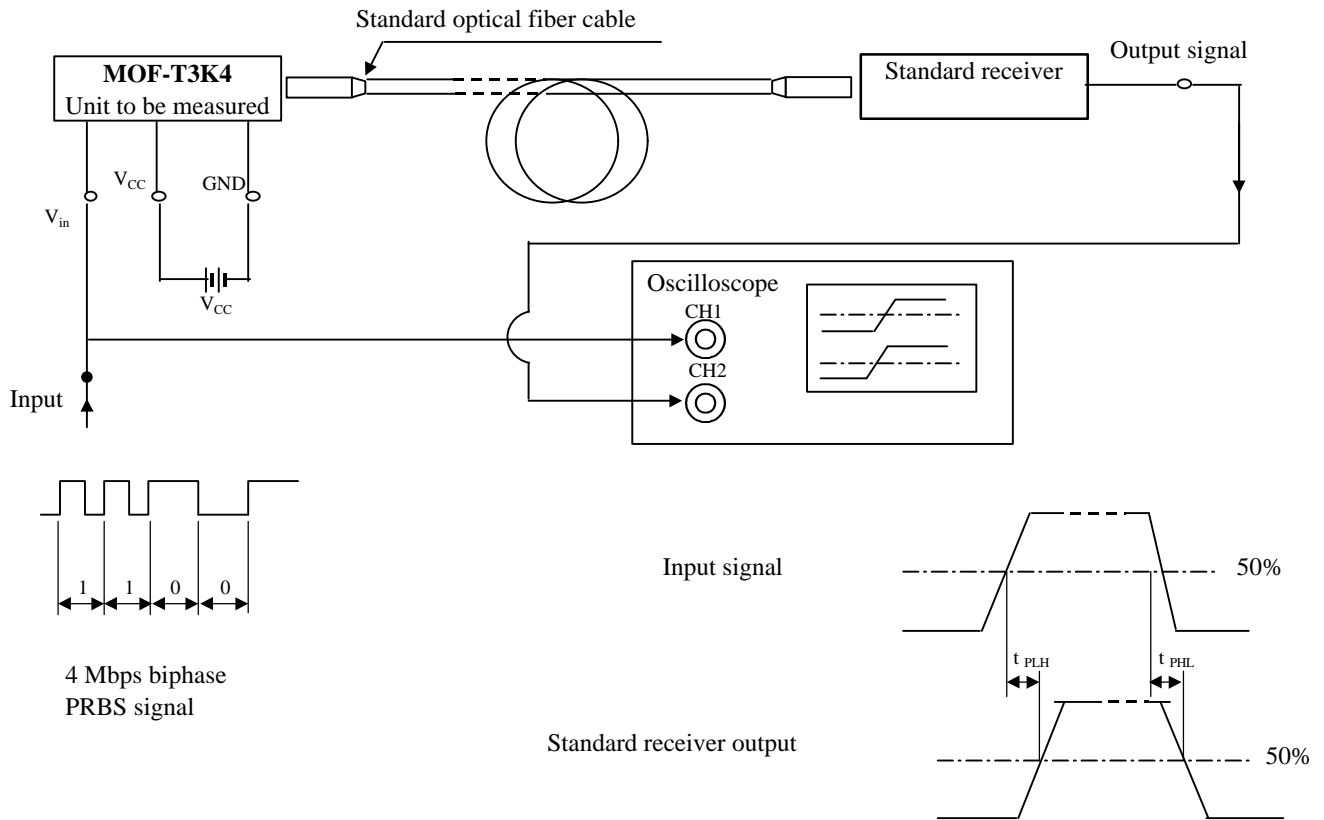 Standard optical fiber cable
MOF-T3K4
Unit to be measured
Standard receiver
Output signal
VCC
GND
Vin
VCC
Oscilloscope
CH1
CH2
Input
1 1 0 0
4 Mbps biphase
PRBS signal
Input signal
50%
t PLH
t PHL
Standard receiver output
50%